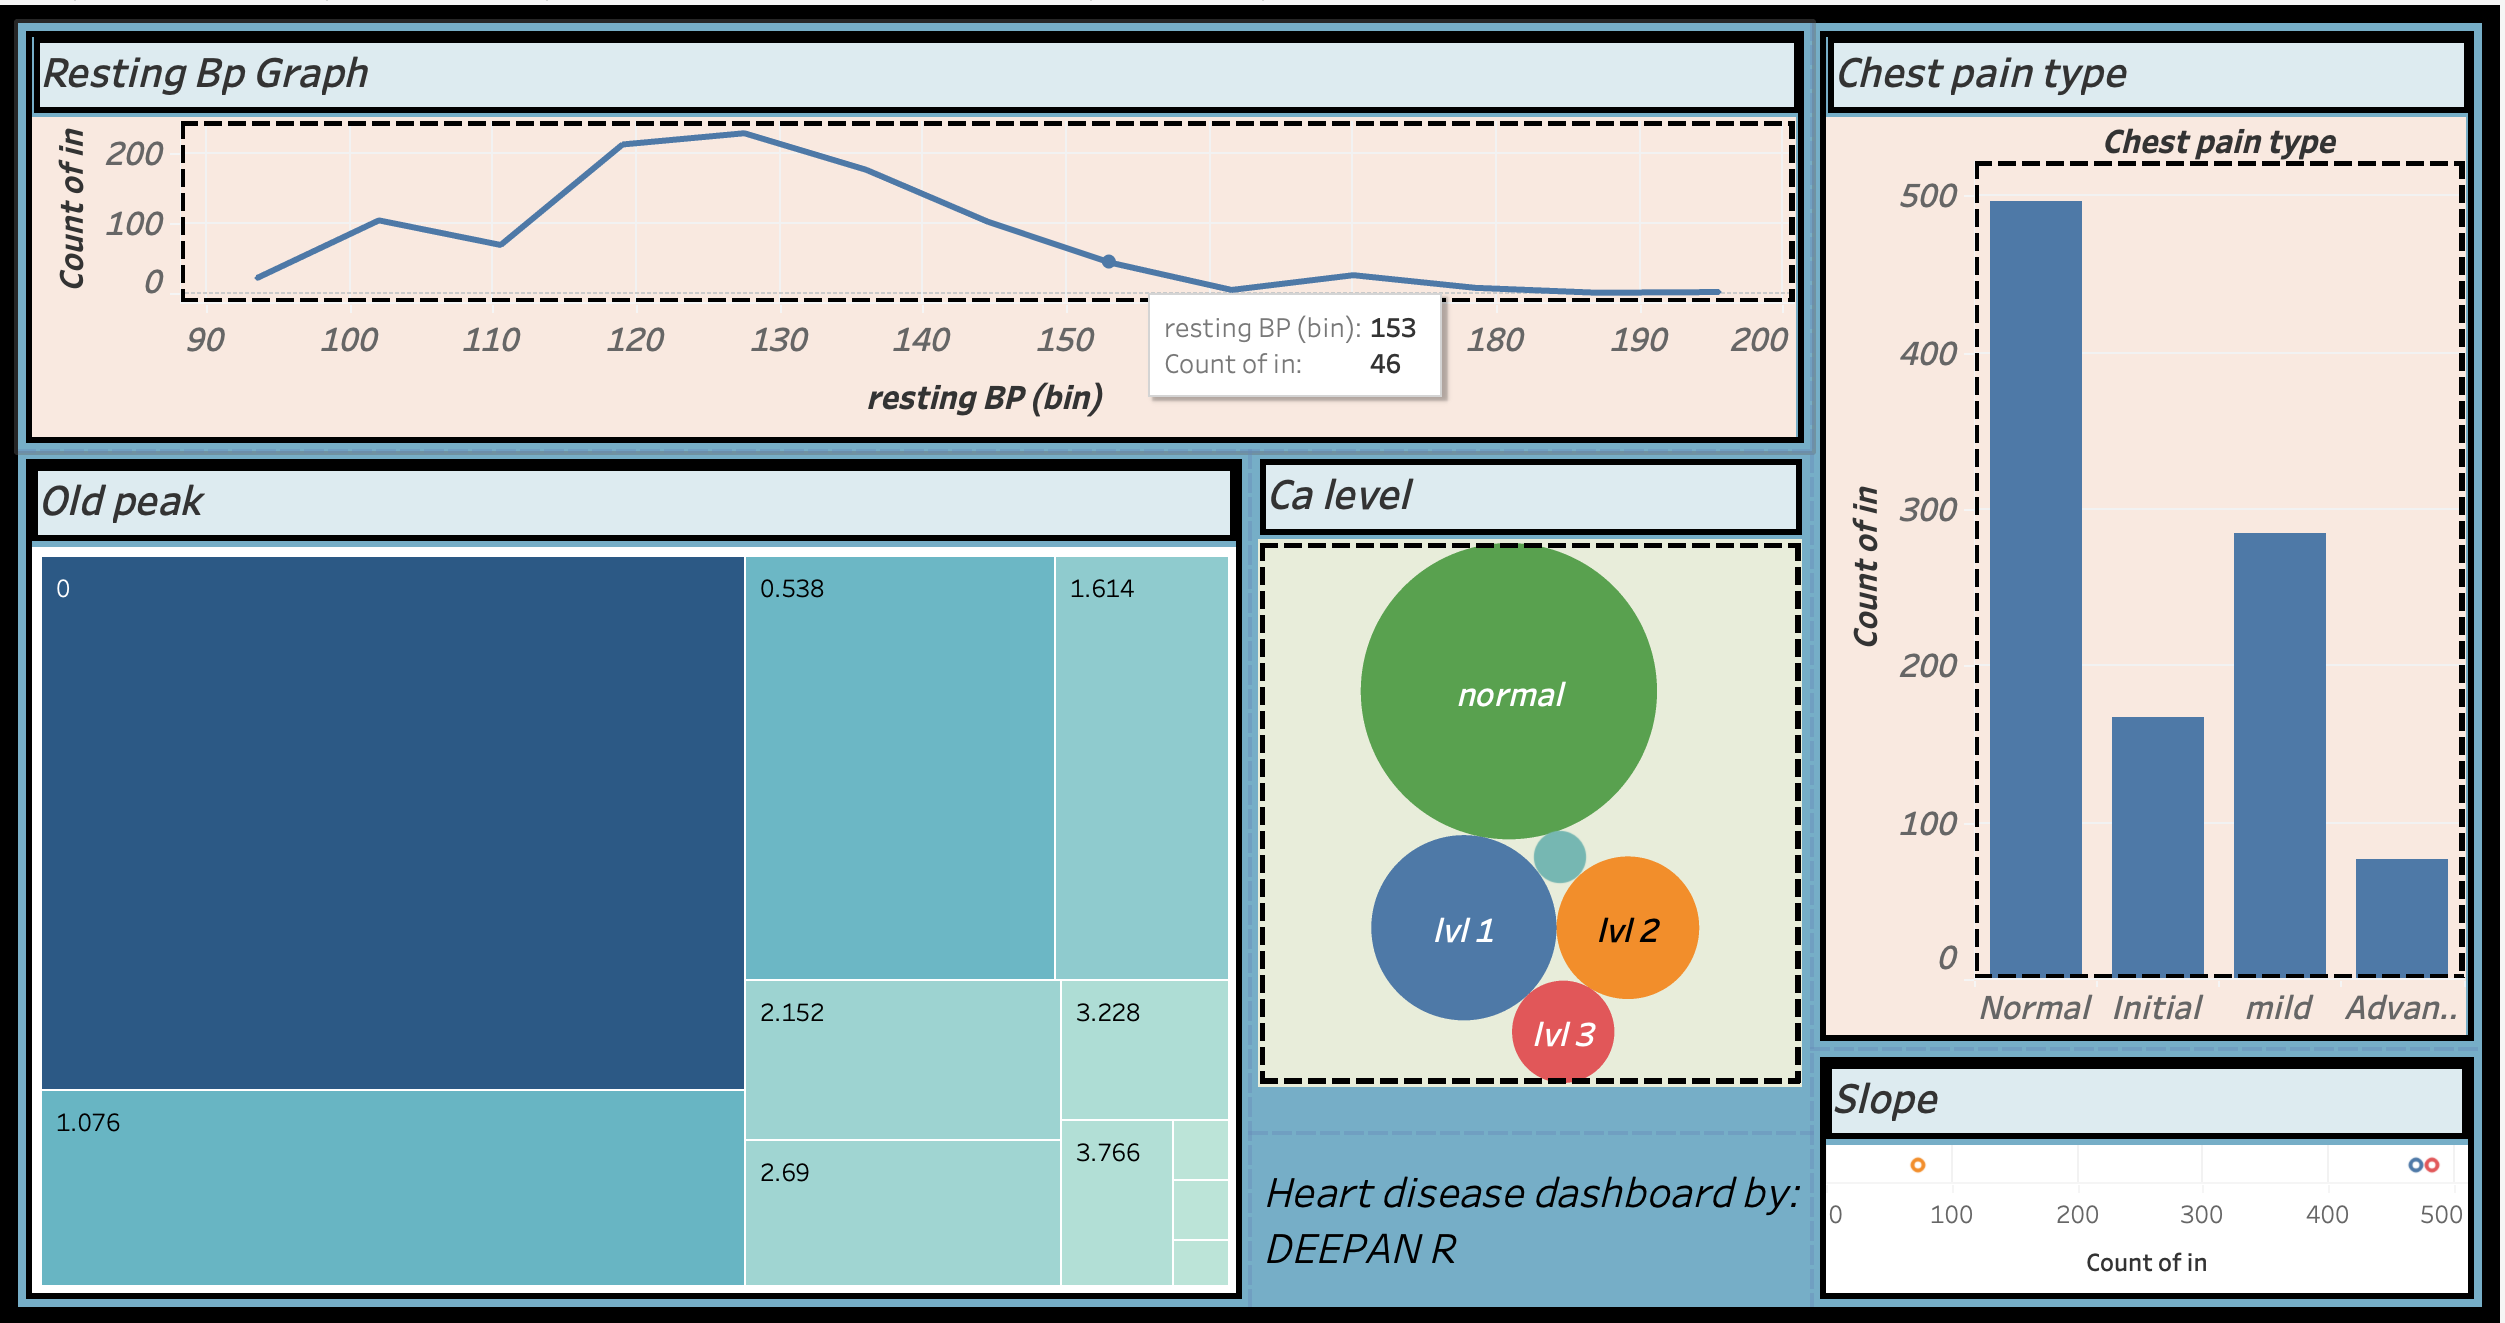 Resting Bp Graph
Count of in
200
100
0
90 100 110 120 130 140 150 180 190 200
resting BP (bin)
resting BP (bin): 153
Count of in: 46
Chest pain type
Chest pain type
Count of in
500
400
300
200
100
0
Normal Initial mild Advan..
Old peak
0
0.538
1.614
1.076
2.152
3.228
2.69
3.766
Ca level
normal
lvl 1
lvl 2
lvl 3
Heart disease dashboard by:
DEEPAN R
Slope
0 100 200 300 400 500
Count of in